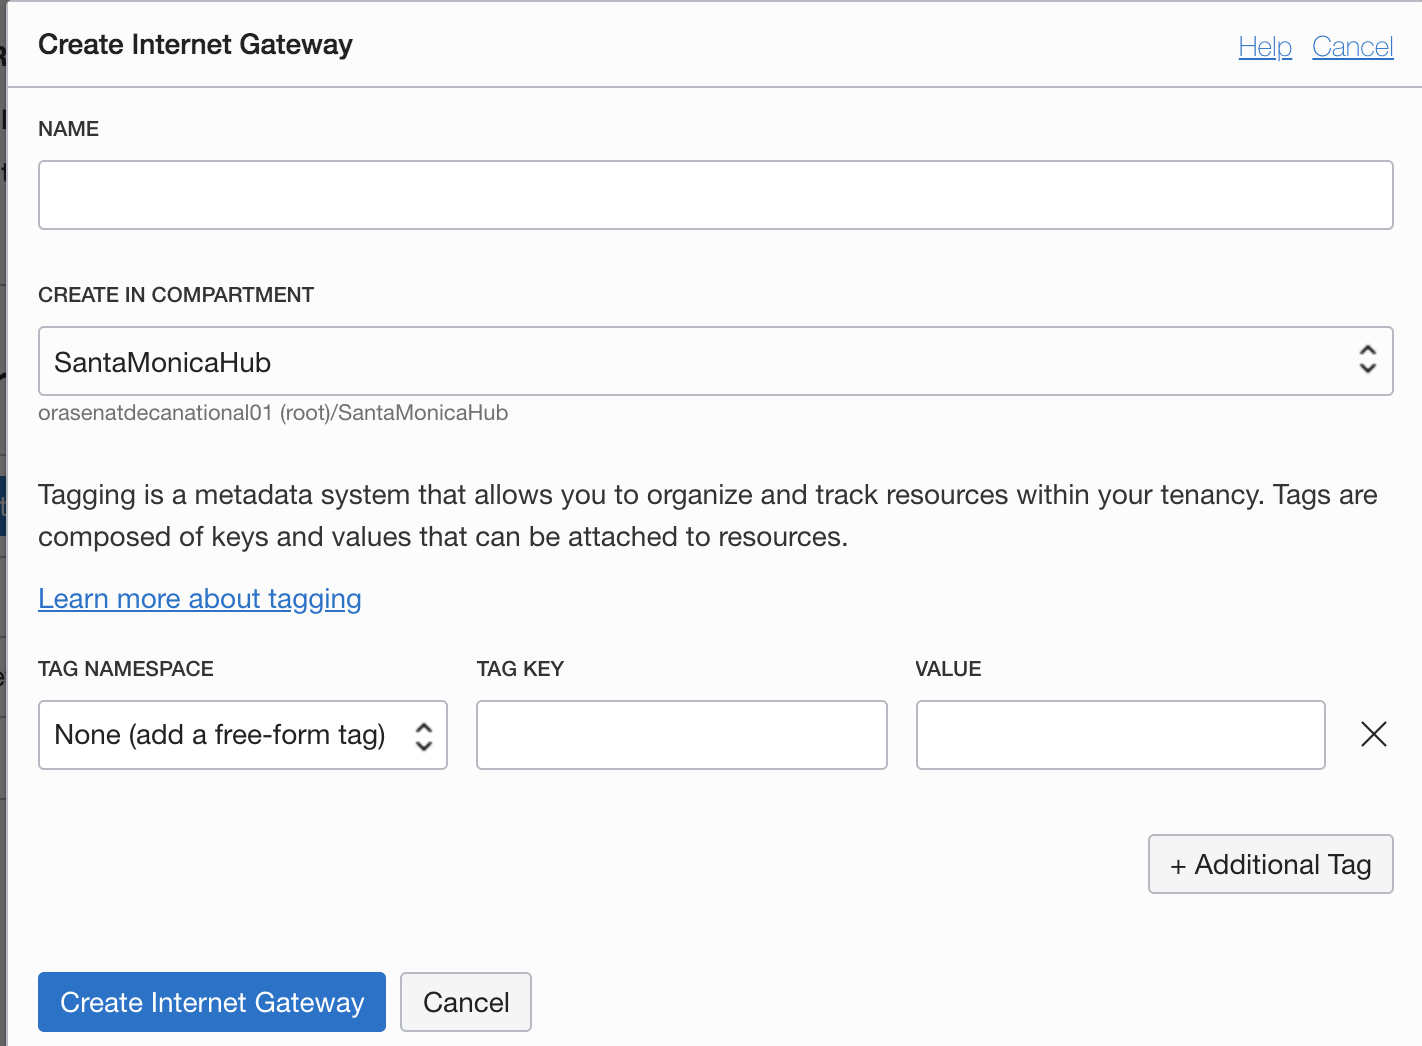 Create Internet Gateway
Help Cancel
NAME
CREATE IN COMPARTMENT
SantaMonicaHub
orasenatdecanational01 (root)/SantaMonicaHub
Tagging is a metadata system that allows you to organize and track resources within your tenancy. Tags are
composed of keys and values that can be attached to resources.
Learn more about tagging
TAG NAMESPACE TAG KEY VALUE
None (add a free-form tag)
+ Additional Tag
Create Internet Gateway Cancel